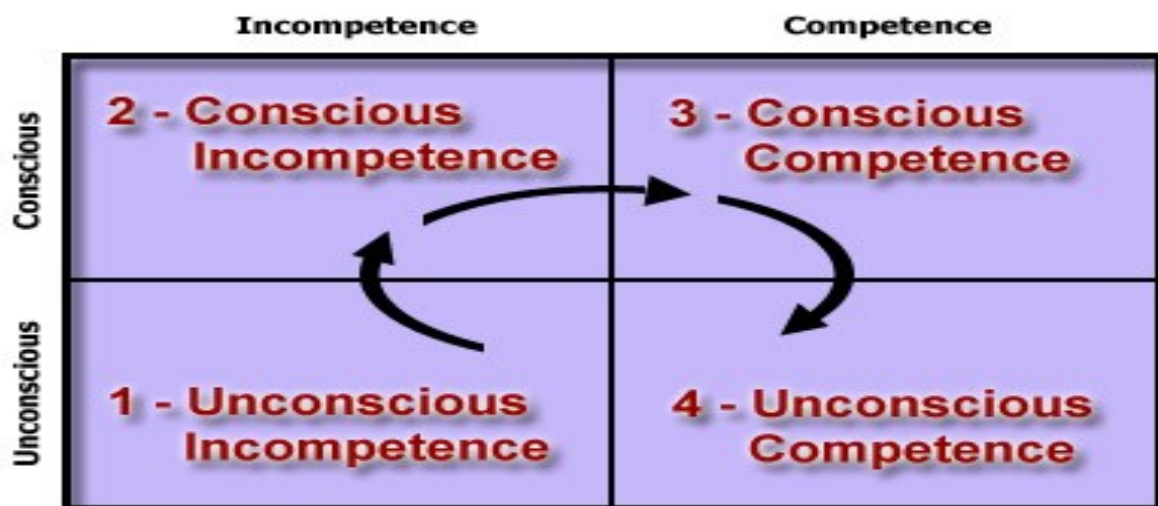 Incompetence Competence
Conscious
2 - Conscious
Incompetence
3 - Conscious
Competence
Unconscious
1 - Unconscious
Incompetence
4 - Unconscious
Competence